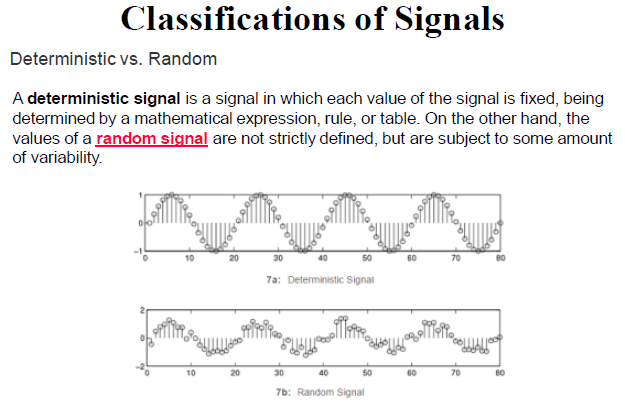 Classifications of Signals
Deterministic vs. Random
A deterministic signal is a signal in which each value of the signal is fixed, being
determined by a mathematical expression, rule, or table. On the other hand, the
values of a random signal are not strictly defined, but are subject to some amount
of variability.
1
0
-1
0 10 20 30 40 50 60 70 80
7a: Deterministic Signal
2
0
-2
0 10 20 30 40 50 60 70 80
7b: Random Signal